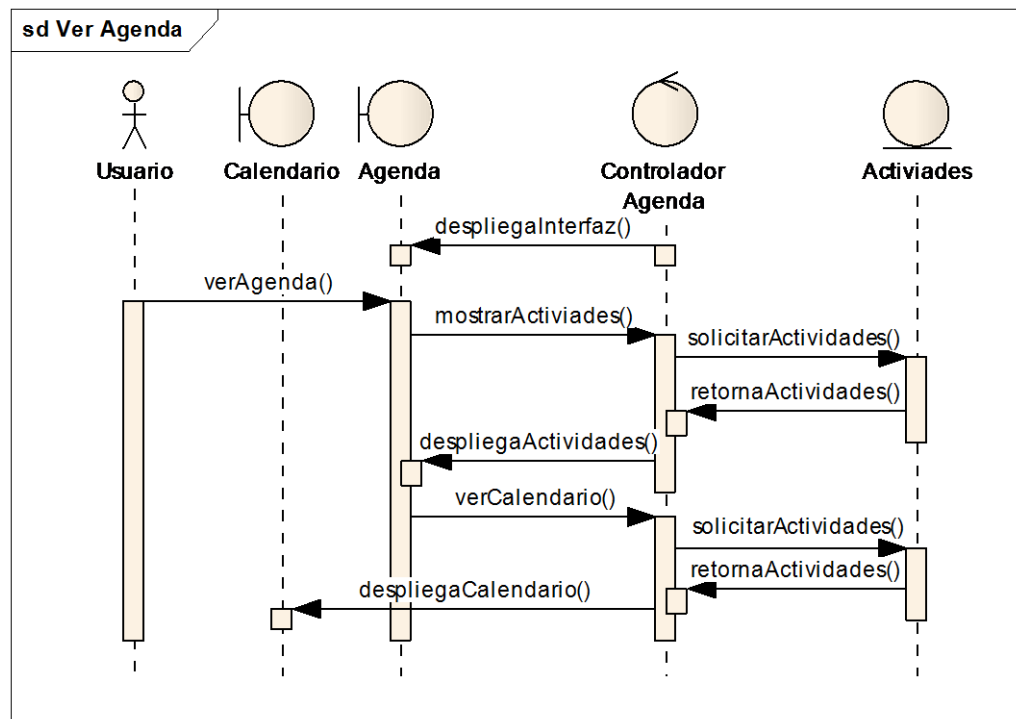 sd Ver Agenda
Usuario
Calendario
Agenda
Controlador
Agenda
Activiades
despliegaInterfaz()
verAgenda()
mostrarActiviades()
solicitarActividades()
retornaActividades()
despliegaActividades()
verCalendario()
solicitarActividades()
retornaActividades()
despliegaCalendario()